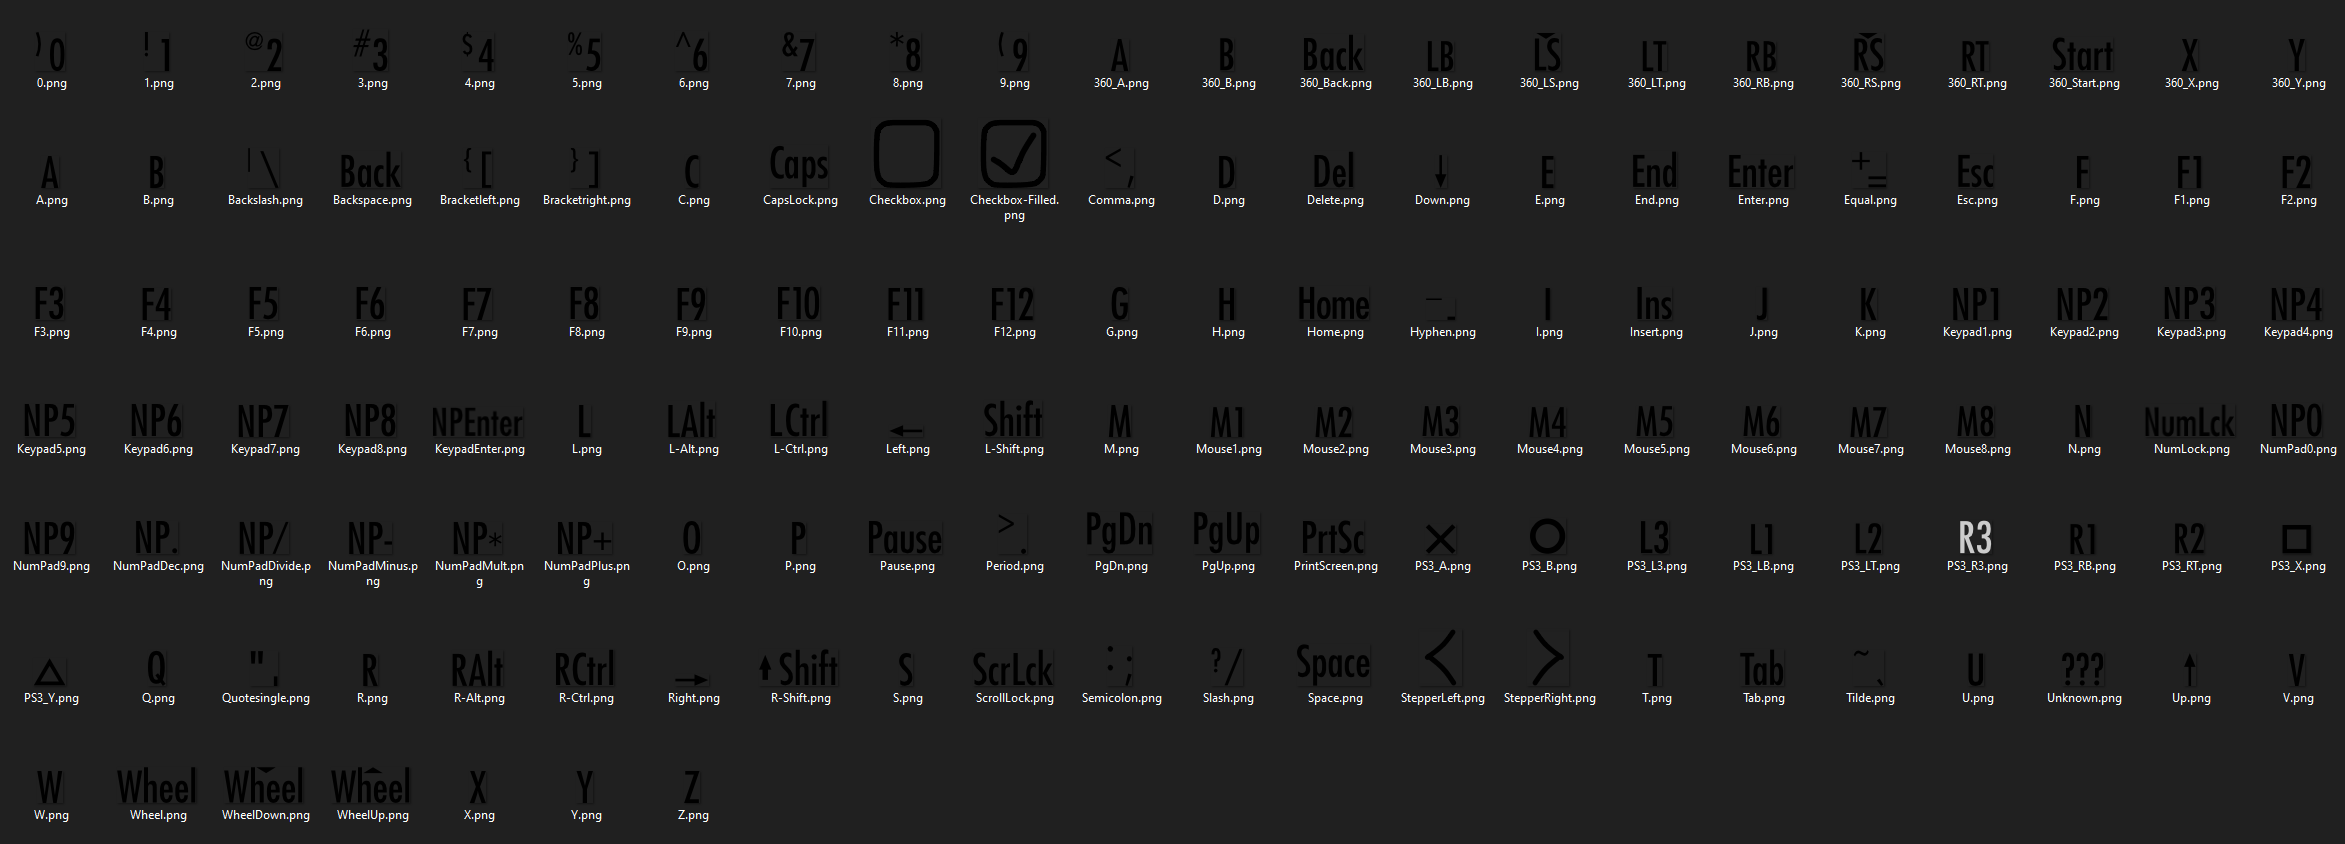 ) 0 ! 1 @ 2 # 3 $ 4 % 5 ^ 6 & 7 * 8 ( 9 A B Back LB LS LT RB RS RT Start X Y
0.png 1.png 2.png 3.png 4.png 5.png 6.png 7.png 8.png 9.png 360_A.png 360_B.png 360_Back.png 360_LB.png 360_LS.png 360_LT.png 360_RB.png 360_RS.png 360_RT.png 360_Start.png 360_X.png 360_Y.png
A B | \ Back { [ } ] C Caps < , D Del ↓ E End Enter + = Esc F F1 F2
A.png B.png Backslash.png Backspace.png Bracketleft.png Bracketright.png C.png CapsLock.png Checkbox.png Checkbox-Filled. Comma.png D.png Delete.png Down.png E.png End.png Enter.png Equal.png Esc.png F.png F1.png F2.png
png
F3 F4 F5 F6 F7 F8 F9 F10 F11 F12 G H Home – - I Ins J K NP1 NP2 NP3 NP4
F3.png F4.png F5.png F6.png F7.png F8.png F9.png F10.png F11.png F12.png G.png H.png Home.png Hyphen.png I.png Insert.png J.png K.png Keypad1.png Keypad2.png Keypad3.png Keypad4.png
NP5 NP6 NP7 NP8 NPEnter L LAlt LCtrl ← Shift M M1 M2 M3 M4 M5 M6 M7 M8 N NumLck NP0
Keypad5.png Keypad6.png Keypad7.png Keypad8.png KeypadEnter.png L.png L-Alt.png L-Ctrl.png Left.png L-Shift.png M.png Mouse1.png Mouse2.png Mouse3.png Mouse4.png Mouse5.png Mouse6.png Mouse7.png Mouse8.png N.png NumLock.png NumPad0.png
NP9 NP. NP/ NP- NP* NP+ O P Pause > . PgDn PgUp PrtSc L3 L1 L2 R3 R1 R2
NumPad9.png NumPadDec.png NumPadDivide.p NumPadMinus.p NumPadMult.pn NumPadPlus.pn O.png P.png Pause.png Period.png PgDn.png PgUp.png PrintScreen.png PS3_A.png PS3_B.png PS3_L3.png PS3_LB.png PS3_LT.png PS3_R3.png PS3_RB.png PS3_RT.png PS3_X.png
ng ng g g
Q " ' R RAlt RCtrl → Shift S ScrLck : ; ? / Space < > T Tab ~ ` U ??? ↑ V
PS3_Y.png Q.png Quotesingle.png R.png R-Alt.png R-Ctrl.png Right.png R-Shift.png S.png ScrollLock.png Semicolon.png Slash.png Space.png StepperLeft.png StepperRight.png T.png Tab.png Tilde.png U.png Unknown.png Up.png V.png
W Wheel Wheel Wheel X Y Z
W.png Wheel.png WheelDown.png WheelUp.png X.png Y.png Z.png